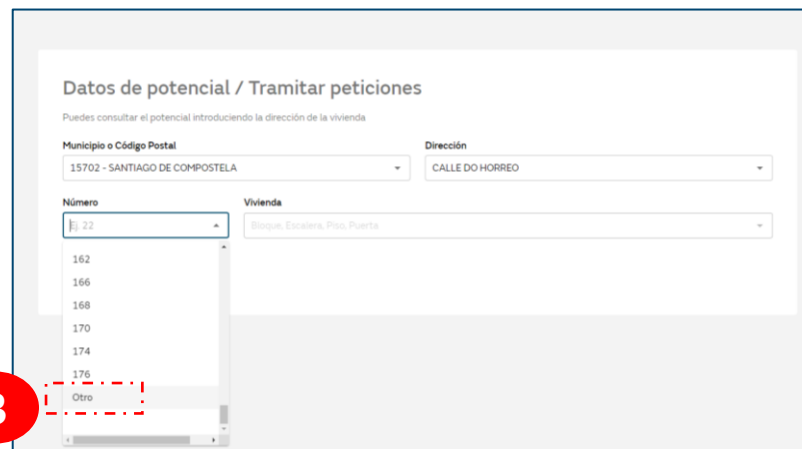 Datos de potencial / Tramitar peticiones
Puedes consultar el potencial introduciendo la dirección de la vivienda
Municipio o Código Postal
Dirección
15702 - SANTIAGO DE COMPOSTELA
CALLE DO HORREO
Número
Vivienda
Ej. 22
Bloque, Escalera, Piso, Puerta
162
166
168
170
174
176
Otro